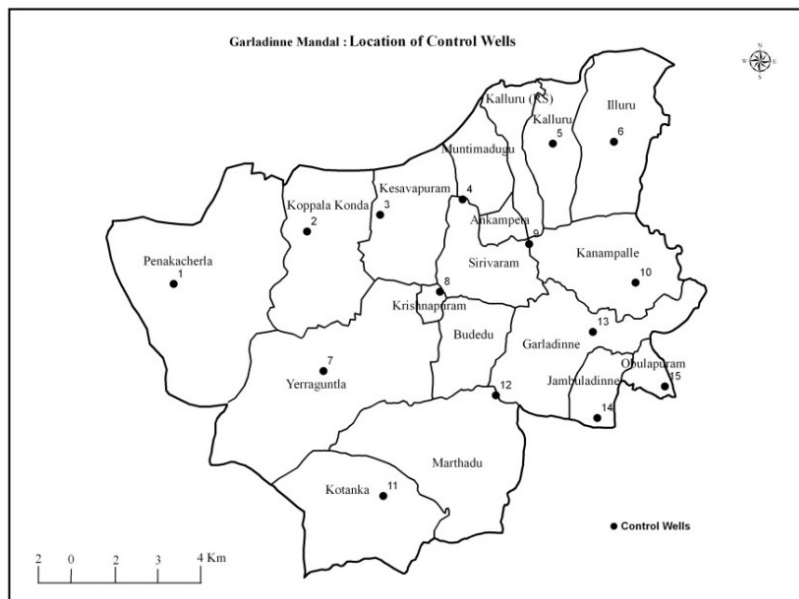 Garladinne Mandal : Location of Control Wells
N
W E
S
Kalluru (RS)
Illuru
Kalluru
5
6
Muntimadugu
Kesavapuram
4
Koppala Konda
3
2
Ankampeta
9
Penakacherla
1
Sirivaram
Kanampalle
10
8
Krishnapuram
13
Budedu
Garladinne
7
Yerraguntla
Obulapuram
15
Jambuladinne
12
14
Marthadu
Kotanka
11
Control Wells
2 0 2 4 Km